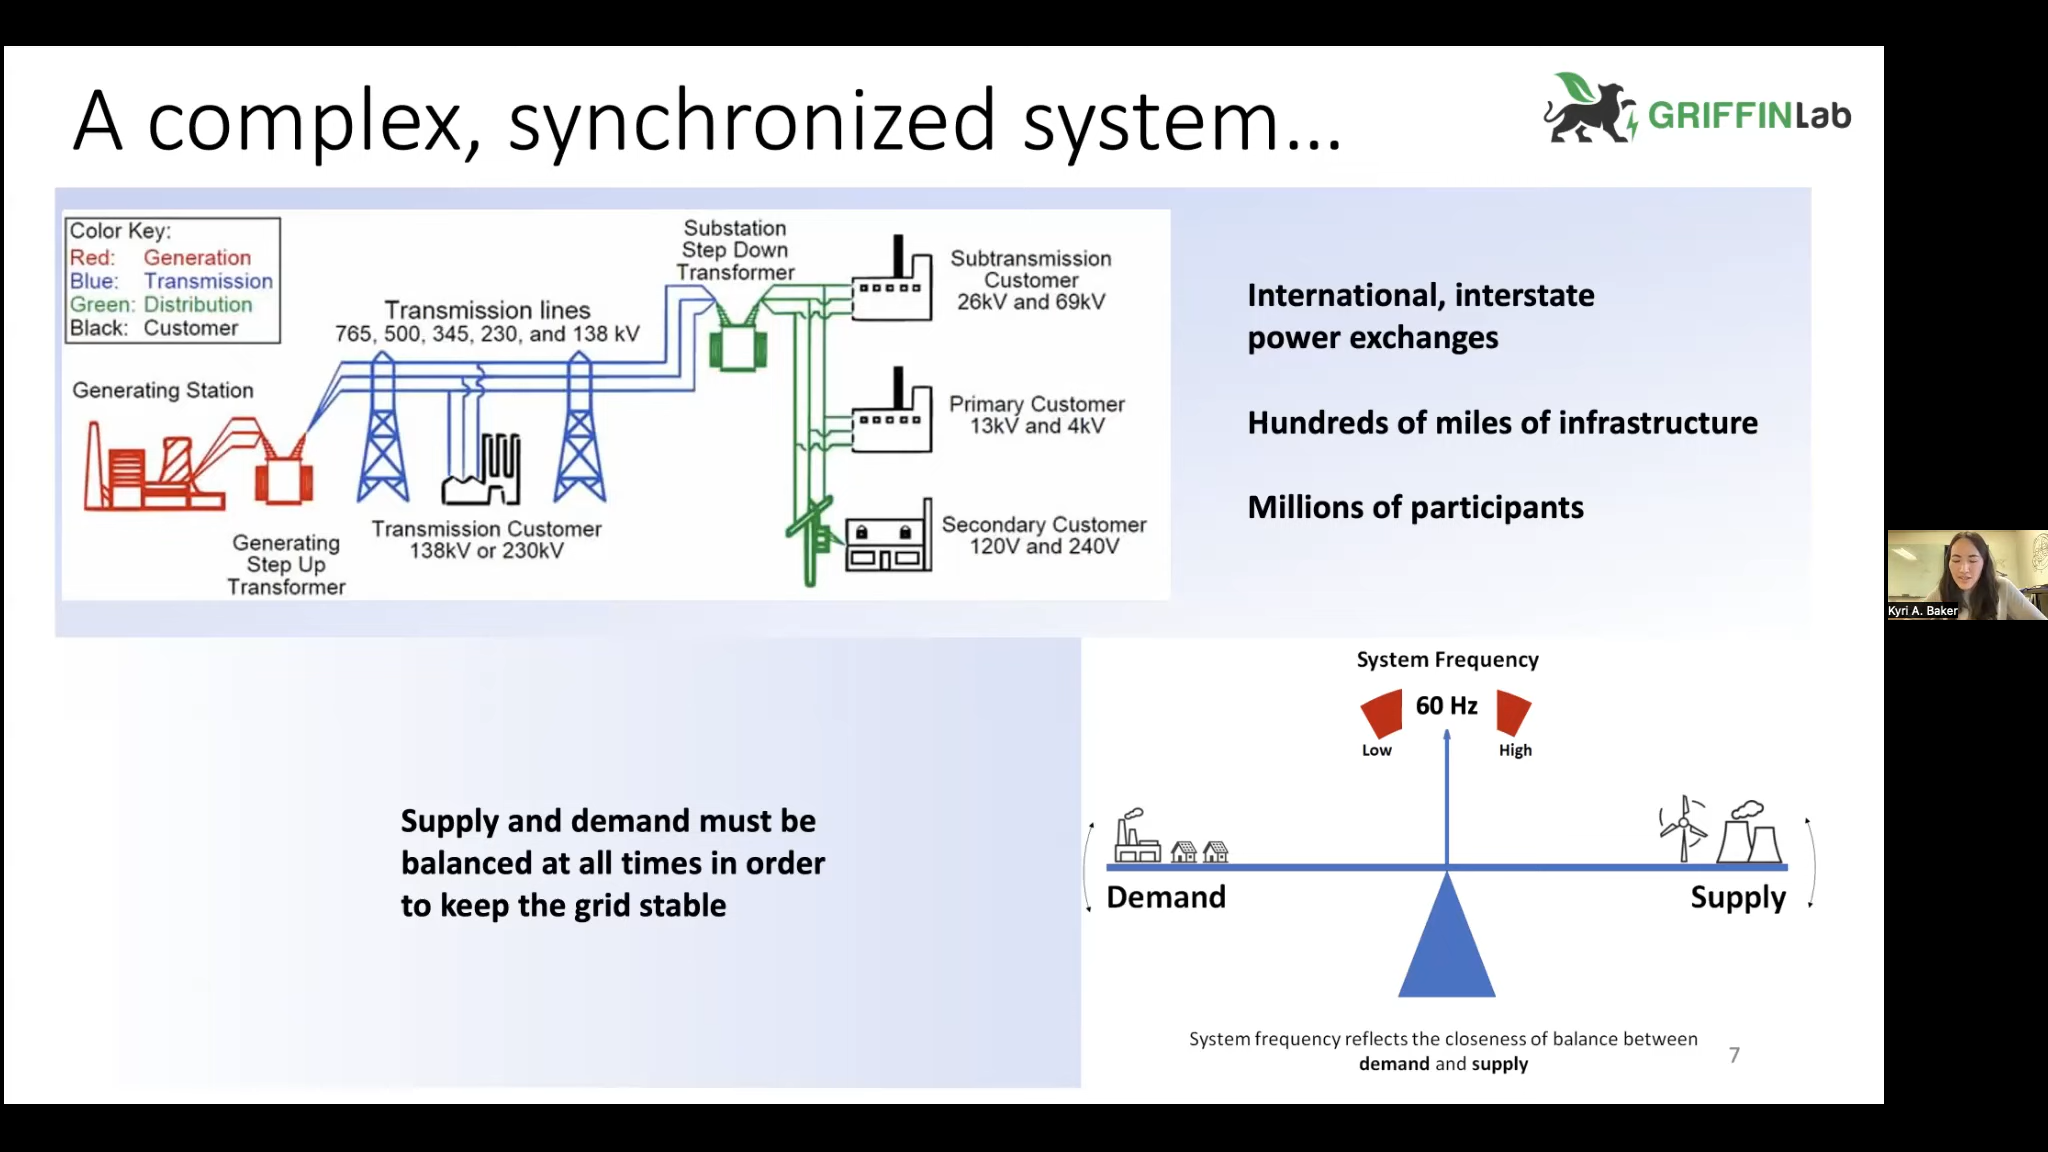 A complex, synchronized system...
GRIFFINLab
Color Key:
Red: Generation
Blue: Transmission
Green: Distribution
Black: Customer
Generating Station
Generating
Step Up
Transformer
Transmission lines
765, 500, 345, 230, and 138 kV
Transmission Customer
138kV or 230kV
Substation
Step Down
Transformer
Subtransmission
Customer
26kV and 69kV
Primary Customer
13kV and 4kV
Secondary Customer
120V and 240V
International, interstate
power exchanges
Hundreds of miles of infrastructure
Millions of participants
Kyri A. Baker
Supply and demand must be
balanced at all times in order
to keep the grid stable
System Frequency
60 Hz
Low
High
Demand
Supply
System frequency reflects the closeness of balance between
demand and supply
7